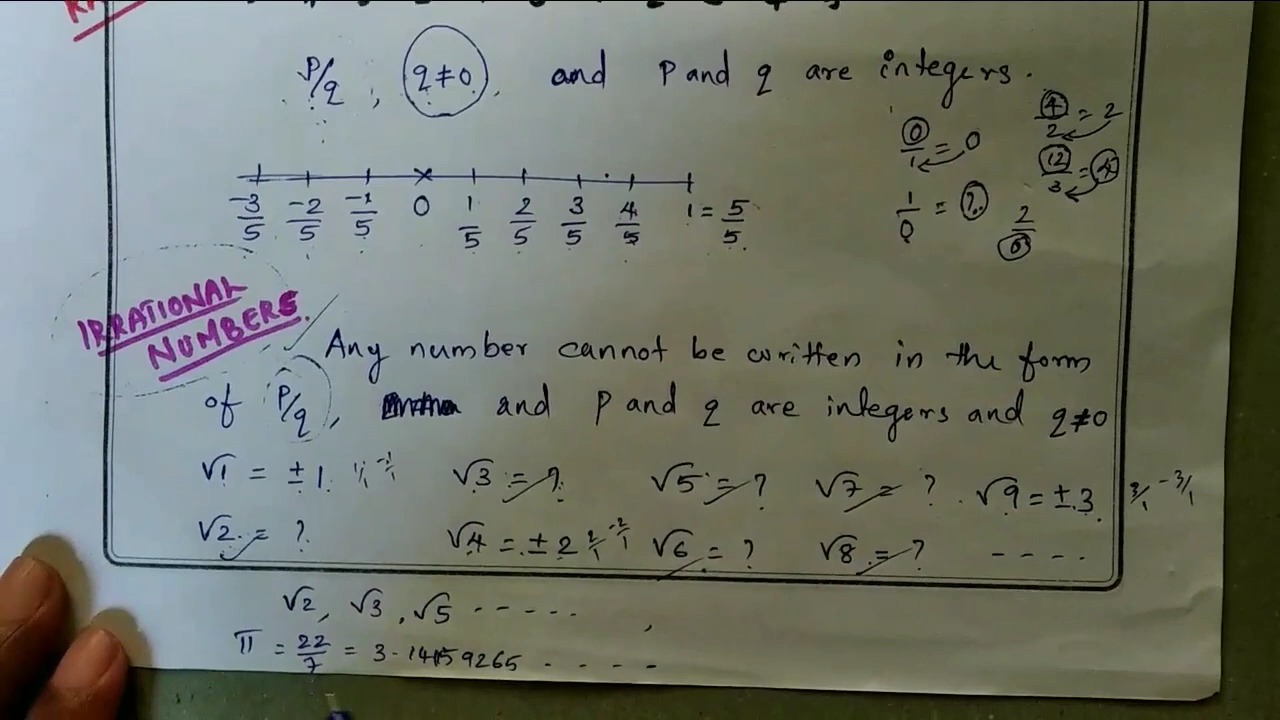 P/q, q≠0, and p and q are integers.
0/1 = 0
4/2 = 2
12/3 = 4
1/0 = ?
2/0
-3/5 -2/5 -1/5 0 1/5 2/5 3/5 4/5 1 = 5/5
IRRATIONAL
NUMBERS.
Any number cannot be written in the form
of P/q, and p and q are integers and q≠0
√1 = ±1 1/1 -1/1 √3 = ? √5 = ? √7 = ? √9 = ±3 3/1 -3/1
√2 = ? √4 = ±2 2/1 -2/1 √6 = ? √8 = ? ----
√2, √3, √5 ------
π = 22/7 = 3.14159265 ----